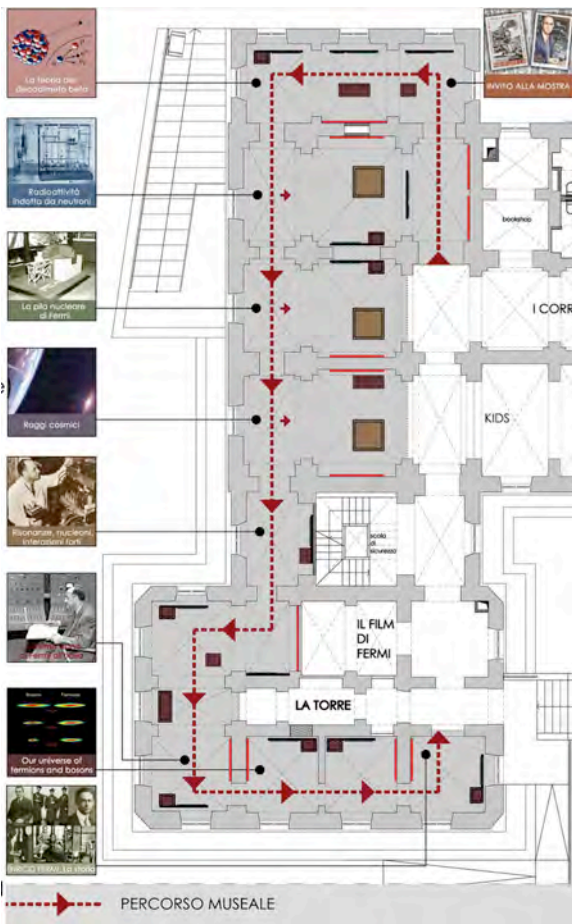 La teoria del
decadimento beta
INVITO ALLA MOSTRA
Radioattività
indotta da neutroni
bookshop
La pila nucleare
di Fermi
I CORR
e)
Raggi cosmici
KIDS
Risonanze, nucleoni,
interazioni forti
scala
di
sicurezza
IL FILM
DI
FERMI
LA TORRE
Bosons
Fermions
Our universe of
fermions and bosons
ENRICO FERMI. La storia
PERCORSO MUSEALE